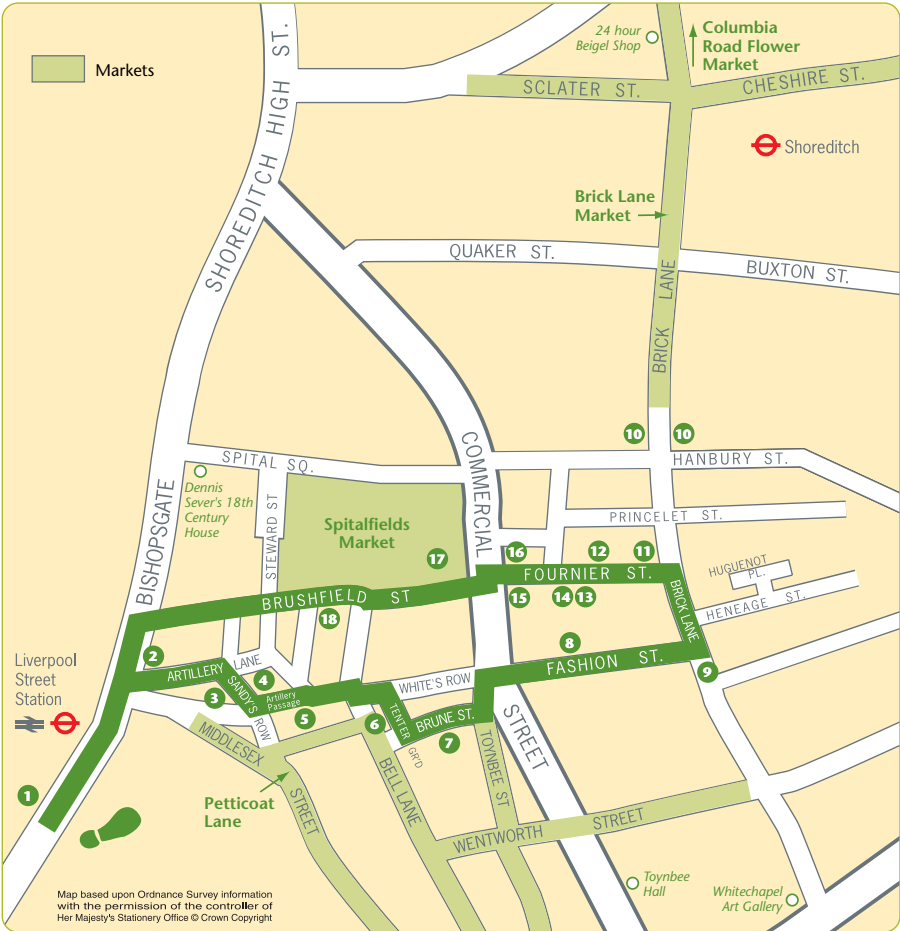 SHOREDITCH HIGH ST.
24 hour
Beigel Shop
Columbia
Road Flower
Market
Markets
SCLATER ST.
CHESHIRE ST.
Shoreditch
Brick Lane
Market
QUAKER ST.
BUXTON ST.
BRICK LANE
10
10
COMMERCIAL
SPITAL SQ.
HANBURY ST.
Dennis
Sever's 18th
Century
House
BISHOPSGATE
STEWARD ST
Spitalfields
Market
PRINCELET ST.
17
16
12
11
HUGUENOT
PL.
FOURNIER ST.
BRUSHFIELD ST
15
14
13
BRICK LANE
HENEAGE ST.
18
8
2
Liverpool
Street
Station
ARTILLERY LANE
4
FASHION ST.
9
3
SANDY'S ROW
Artillery
Passage
WHITE'S ROW
5
6
TENTER GR'D
BRUNE ST.
7
STREET
MIDDLESEX STREET
BELL LANE
TOYNBEE ST
1
Petticoat
Lane
WENTWORTH STREET
Toynbee
Hall
Whitechapel
Art Gallery
Map based upon Ordnance Survey information
with the permission of the controller of
Her Majesty's Stationery Office © Crown Copyright